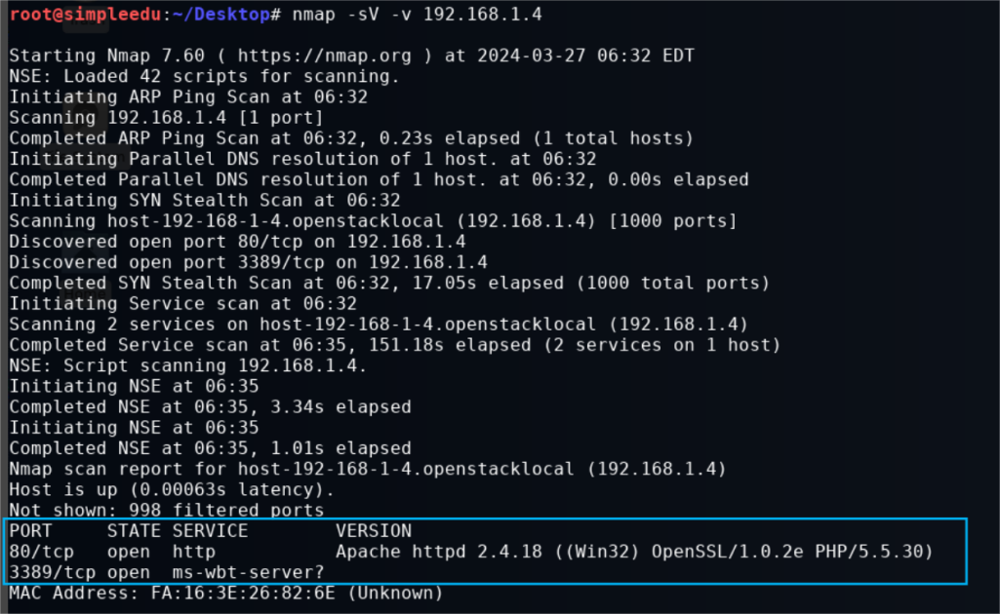 root@simpleedu:~/Desktop# nmap -sV -v 192.168.1.4
Starting Nmap 7.60 ( https://nmap.org ) at 2024-03-27 06:32 EDT
NSE: Loaded 42 scripts for scanning.
Initiating ARP Ping Scan at 06:32
Scanning 192.168.1.4 [1 port]
Completed ARP Ping Scan at 06:32, 0.23s elapsed (1 total hosts)
Initiating Parallel DNS resolution of 1 host. at 06:32
Completed Parallel DNS resolution of 1 host. at 06:32, 0.00s elapsed
Initiating SYN Stealth Scan at 06:32
Scanning host-192-168-1-4.openstacklocal (192.168.1.4) [1000 ports]
Discovered open port 80/tcp on 192.168.1.4
Discovered open port 3389/tcp on 192.168.1.4
Completed SYN Stealth Scan at 06:32, 17.05s elapsed (1000 total ports)
Initiating Service scan at 06:32
Scanning 2 services on host-192-168-1-4.openstacklocal (192.168.1.4)
Completed Service scan at 06:35, 151.18s elapsed (2 services on 1 host)
NSE: Script scanning 192.168.1.4.
Initiating NSE at 06:35
Completed NSE at 06:35, 3.34s elapsed
Initiating NSE at 06:35
Completed NSE at 06:35, 1.01s elapsed
Nmap scan report for host-192-168-1-4.openstacklocal (192.168.1.4)
Host is up (0.00063s latency).
Not shown: 998 filtered ports
PORT     STATE SERVICE        VERSION
80/tcp   open  http           Apache httpd 2.4.18 ((Win32) OpenSSL/1.0.2e PHP/5.5.30)
3389/tcp open  ms-wbt-server?
MAC Address: FA:16:3E:26:82:6E (Unknown)